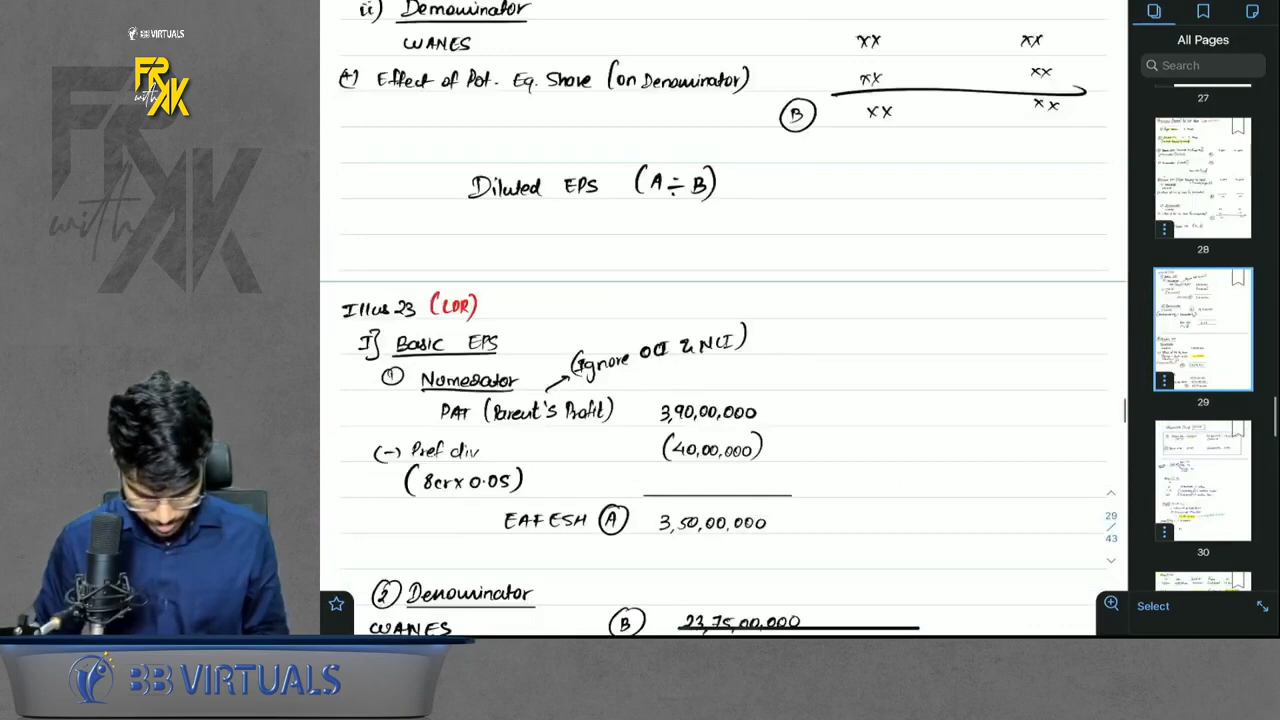 ii) Denominator
WANES xx xx
(+) Effect of Pot. Eq. Share (on Denominator) xx xx
B xx xx
Diluted EPS (A ÷ B)
Illus 23 (LDR)
I] Basic EPS
① Numerator
(Ignore OCI & NCI)
PAT (Parent's Profit) 3,90,00,000
(-) Pref div (40,00,000)
(8cr x 0.05)
EAFESH A 3,50,00,000
② Denominator
WANES B 23,75,00,000
BB VIRTUALS
FR
with
AK
BB VIRTUALS
All Pages
Search
27
28
29
30
29
/
43
Select